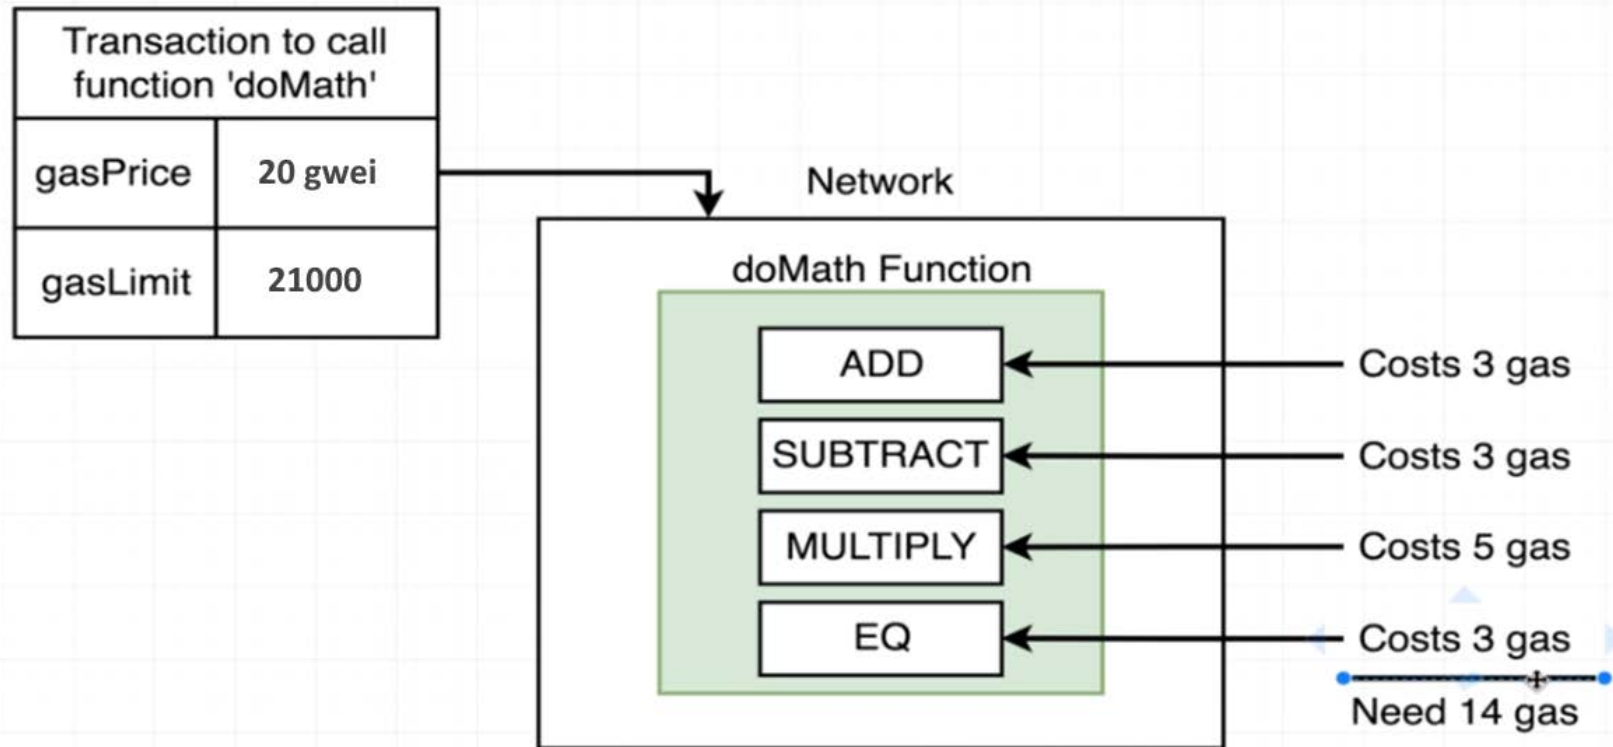 Transaction to call
function 'doMath'
gasPrice
20 gwei
gasLimit
21000
Network
doMath Function
ADD
Costs 3 gas
SUBTRACT
Costs 3 gas
MULTIPLY
Costs 5 gas
EQ
Costs 3 gas
Need 14 gas